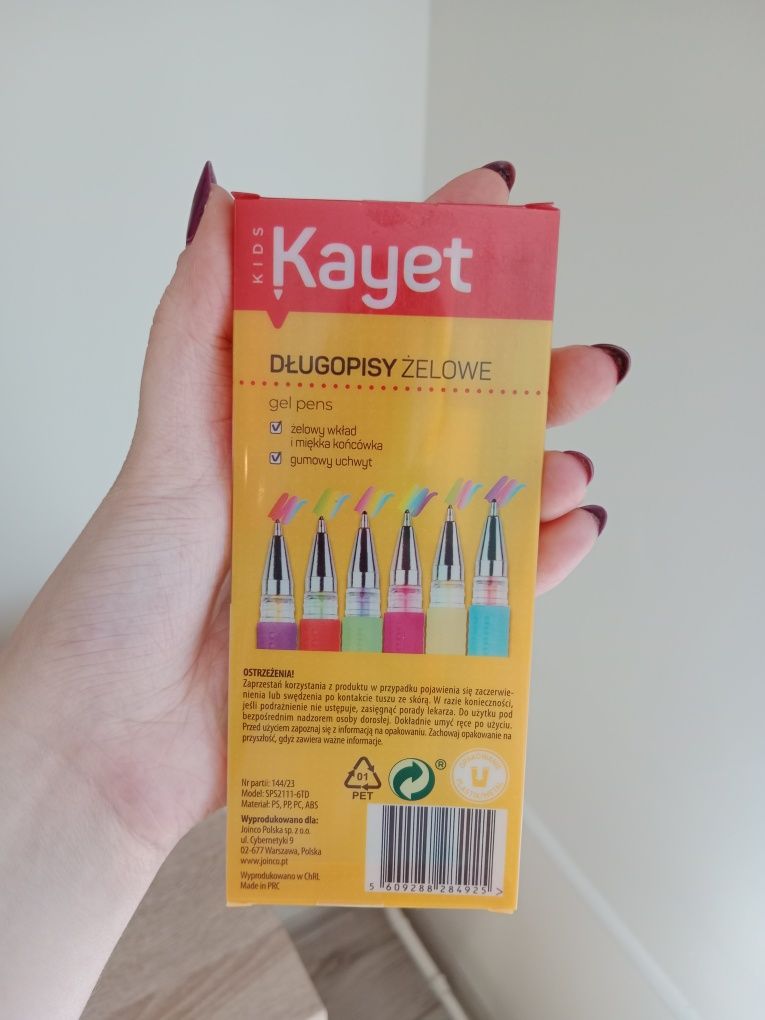 KIDS
Kayet
DŁUGOPISY ŻELOWE
gel pens
żelowy wkład
i miękka końcówka
gumowy uchwyt
OSTRZEŻENIA!
Zaprzestań korzystania z produktu w przypadku pojawienia się zaczerwie-
nienia lub swędzenia po kontakcie tuszu ze skórą. W razie konieczności,
jeśli podrażnienie nie ustępuje, zasięgnąć porady lekarza. Do użytku pod
bezpośrednim nadzorem osoby dorosłej. Dokładnie umyć ręce po użyciu.
Przed użyciem zapoznaj się z informacją na opakowaniu. Zachowaj opakowanie na
przyszłość, gdyż zawiera ważne informacje.
Nr partii: 144/23
Model: SPS2111-6TD
Materiał: PS, PP, PC, ABS
Wyprodukowano dla:
Joinco Polska sp. z o.o.
ul. Cybernetyki 9
02-677 Warszawa, Polska
www.joinco.pt
Wyprodukowano w ChRL
Made in PRC
01
PET
®
OPAKOWANIE
U
PLASTIK/METAL
5 609288 284925 >